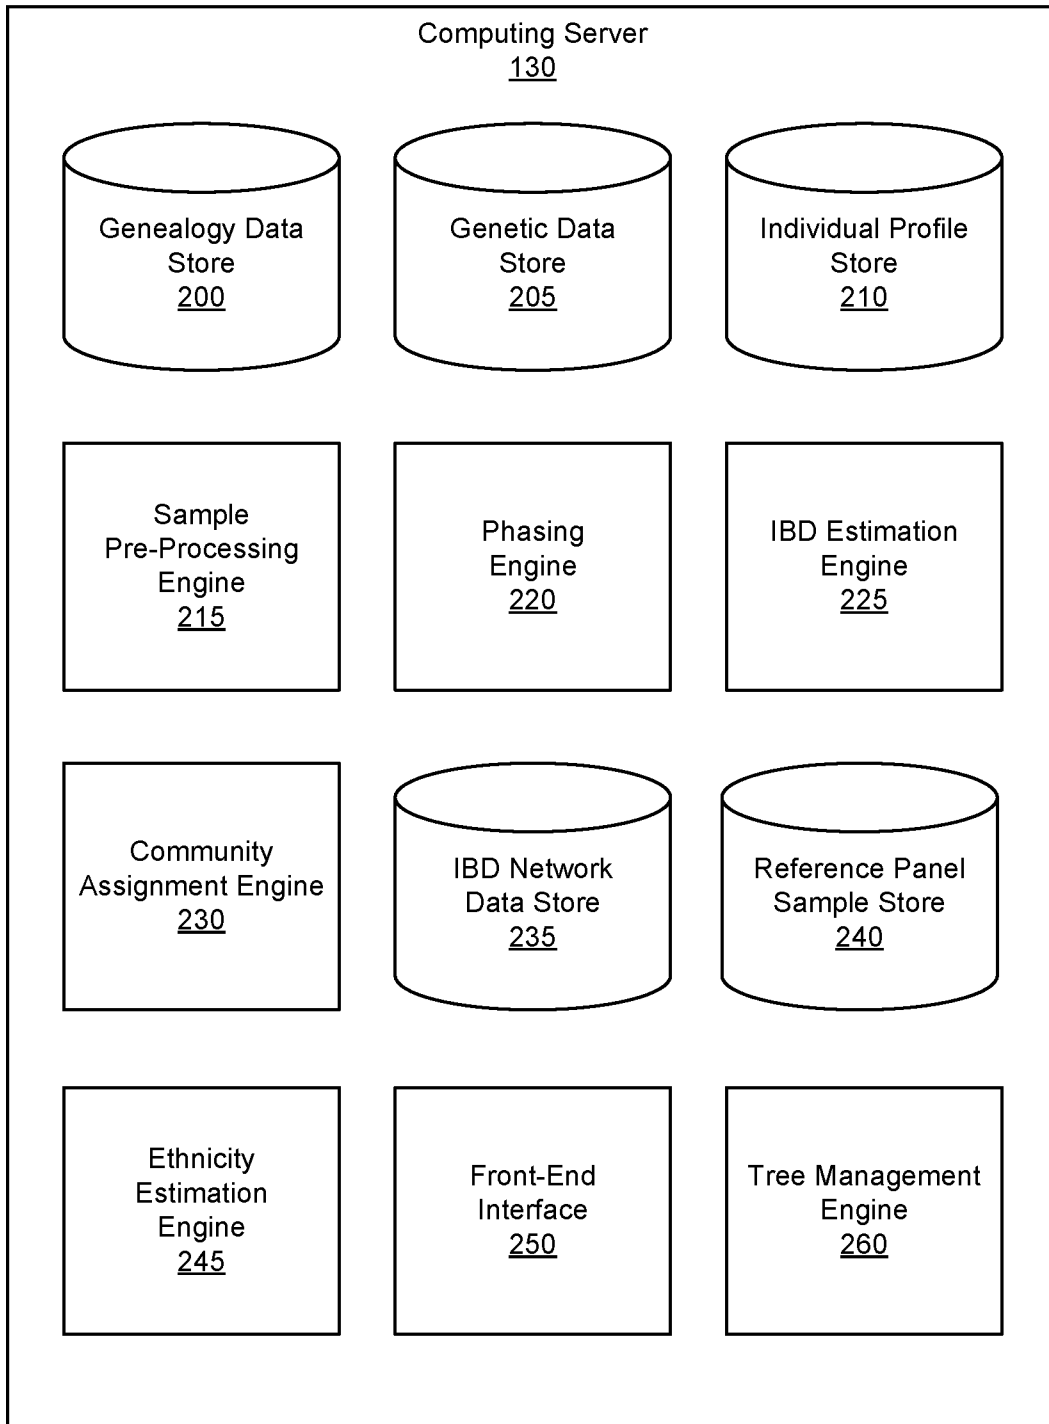 Computing Server
130
Genealogy Data
Store
200
Genetic Data
Store
205
Individual Profile
Store
210
Sample
Pre-Processing
Engine
215
Phasing
Engine
220
IBD Estimation
Engine
225
Community
Assignment Engine
230
IBD Network
Data Store
235
Reference Panel
Sample Store
240
Ethnicity
Estimation
Engine
245
Front-End
Interface
250
Tree Management
Engine
260